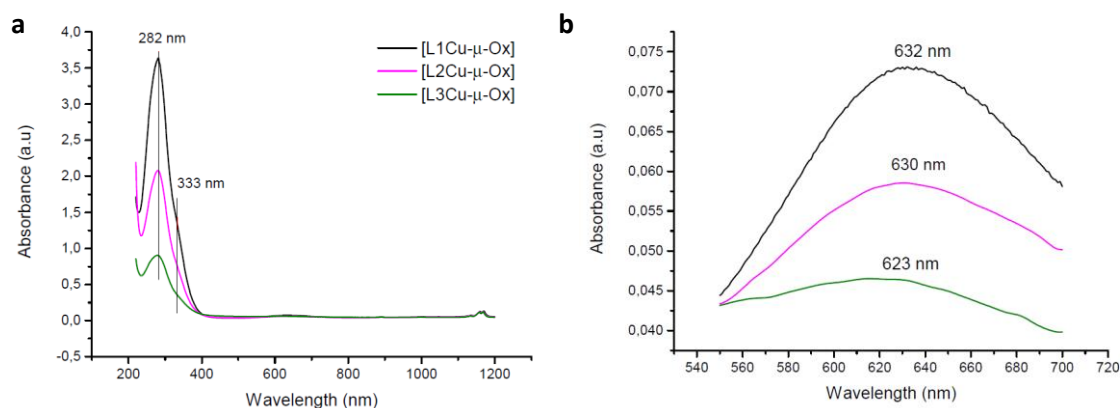 a
282 nm
333 nm
[L1Cu-μ-Ox]
[L2Cu-μ-Ox]
[L3Cu-μ-Ox]
4,0
3,5
3,0
2,5
2,0
1,5
1,0
0,5
0,0
-0,5
200 400 600 800 1000 1200
Absorbance (a.u)
Wavelength (nm)
b
632 nm
630 nm
623 nm
0,075
0,070
0,065
0,060
0,055
0,050
0,045
0,040
540 560 580 600 620 640 660 680 700 720
Absorbance (a.u)
Wavelength (nm)